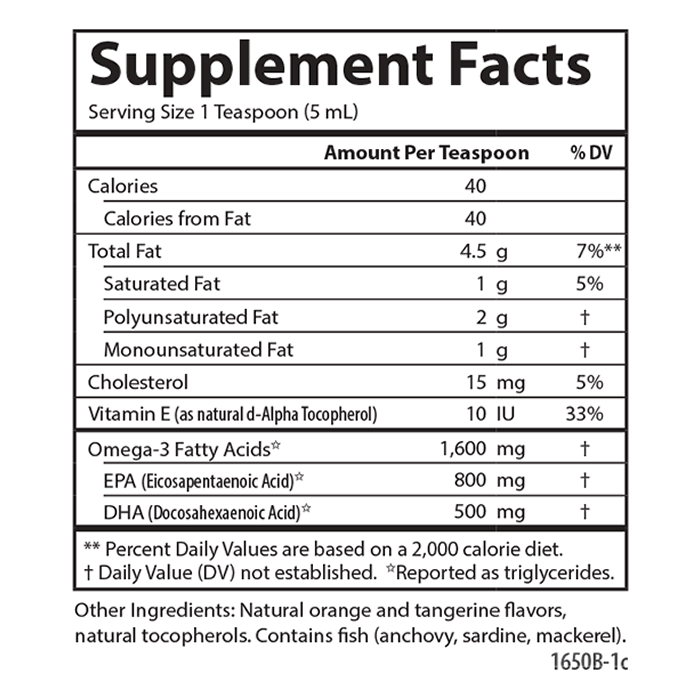 Supplement Facts
Serving Size 1 Teaspoon (5 mL)
Amount Per Teaspoon % DV
Calories 40
Calories from Fat 40
Total Fat 4.5 g 7%**
Saturated Fat 1 g 5%
Polyunsaturated Fat 2 g †
Monounsaturated Fat 1 g †
Cholesterol 15 mg 5%
Vitamin E (as natural d-Alpha Tocopherol) 10 IU 33%
Omega-3 Fatty Acids☆ 1,600 mg †
EPA (Eicosapentaenoic Acid)☆ 800 mg †
DHA (Docosahexaenoic Acid)☆ 500 mg †
** Percent Daily Values are based on a 2,000 calorie diet.
† Daily Value (DV) not established. ☆Reported as triglycerides.
Other Ingredients: Natural orange and tangerine flavors,
natural tocopherols. Contains fish (anchovy, sardine, mackerel).
1650B-1c